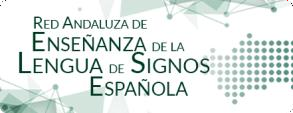 Red Andaluza de
Enseñanza de la
Lengua de Signos
Española